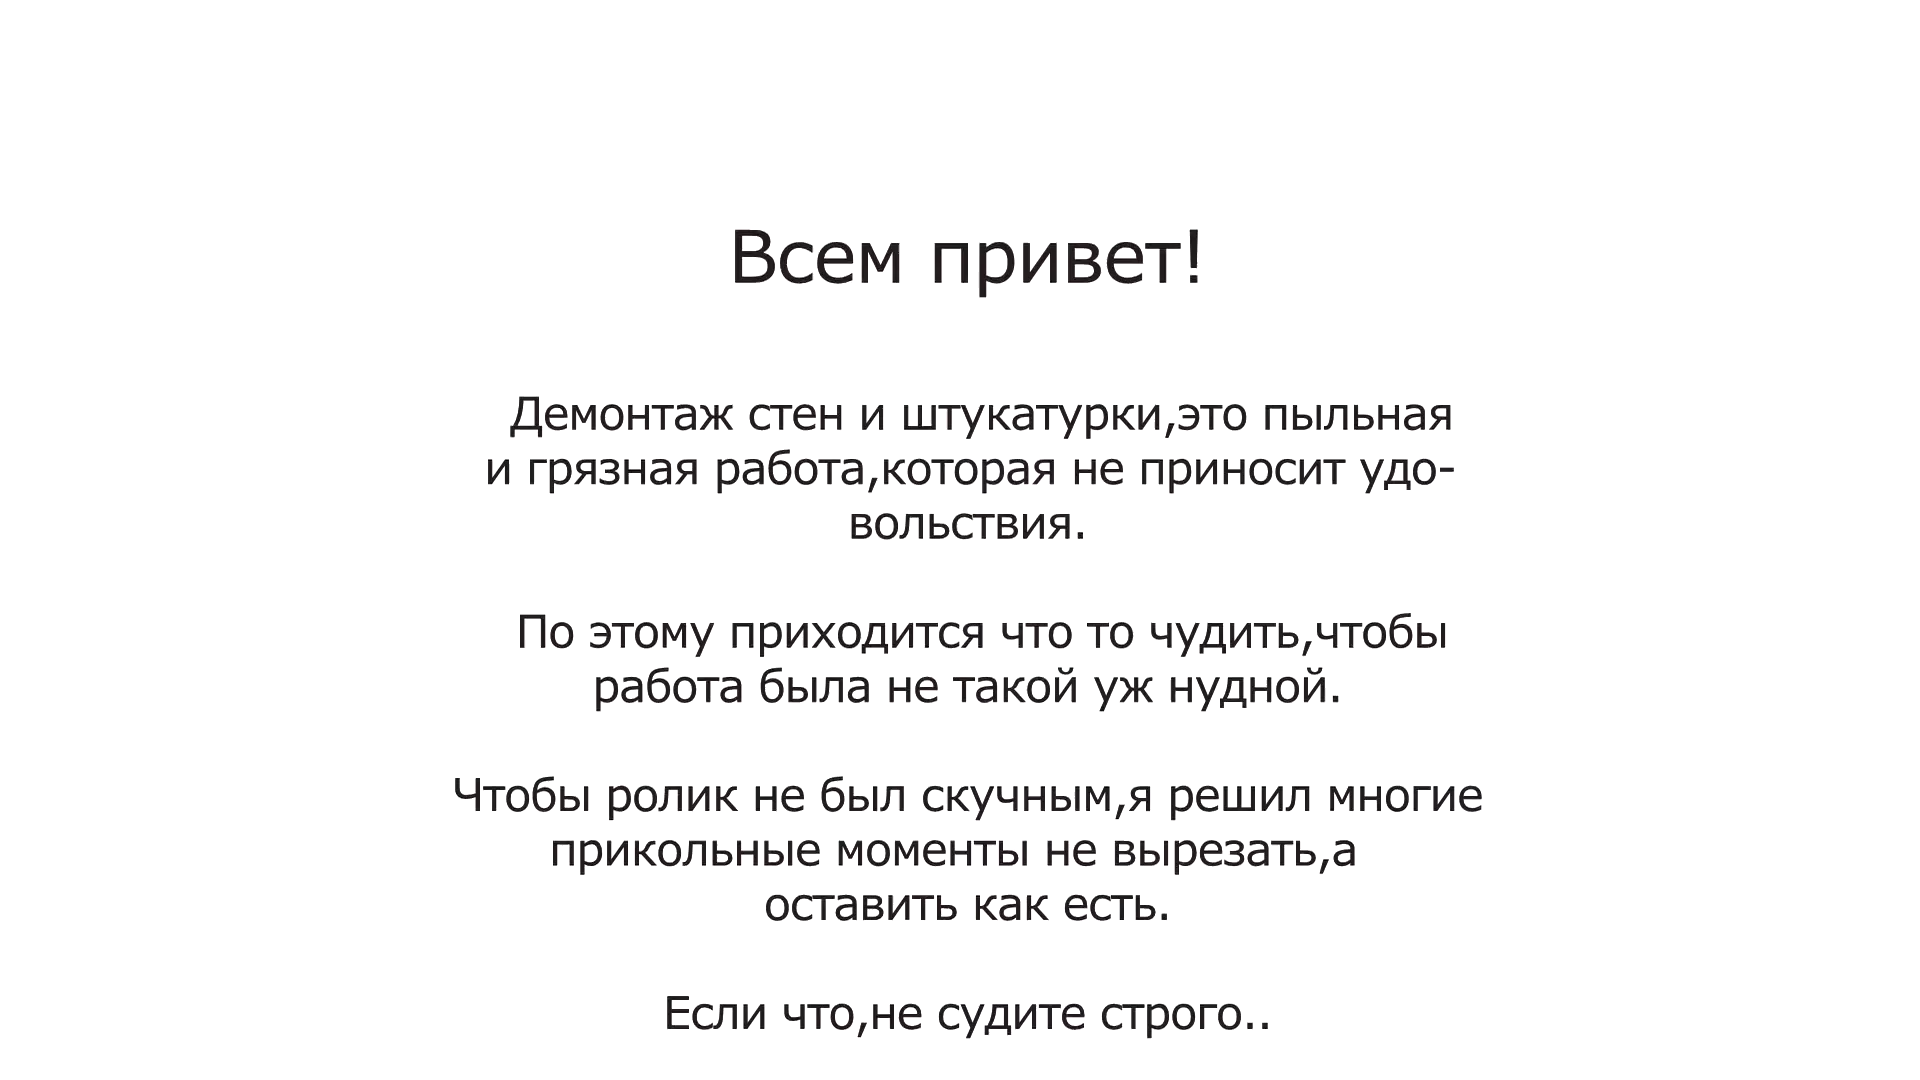 Всем привет!
Демонтаж стен и штукатурки,это пыльная
и грязная работа,которая не приносит удо-
вольствия.
По этому приходится что то чудить,чтобы
работа была не такой уж нудной.
Чтобы ролик не был скучным,я решил многие
прикольные моменты не вырезать,а
оставить как есть.
Если что,не судите строго..